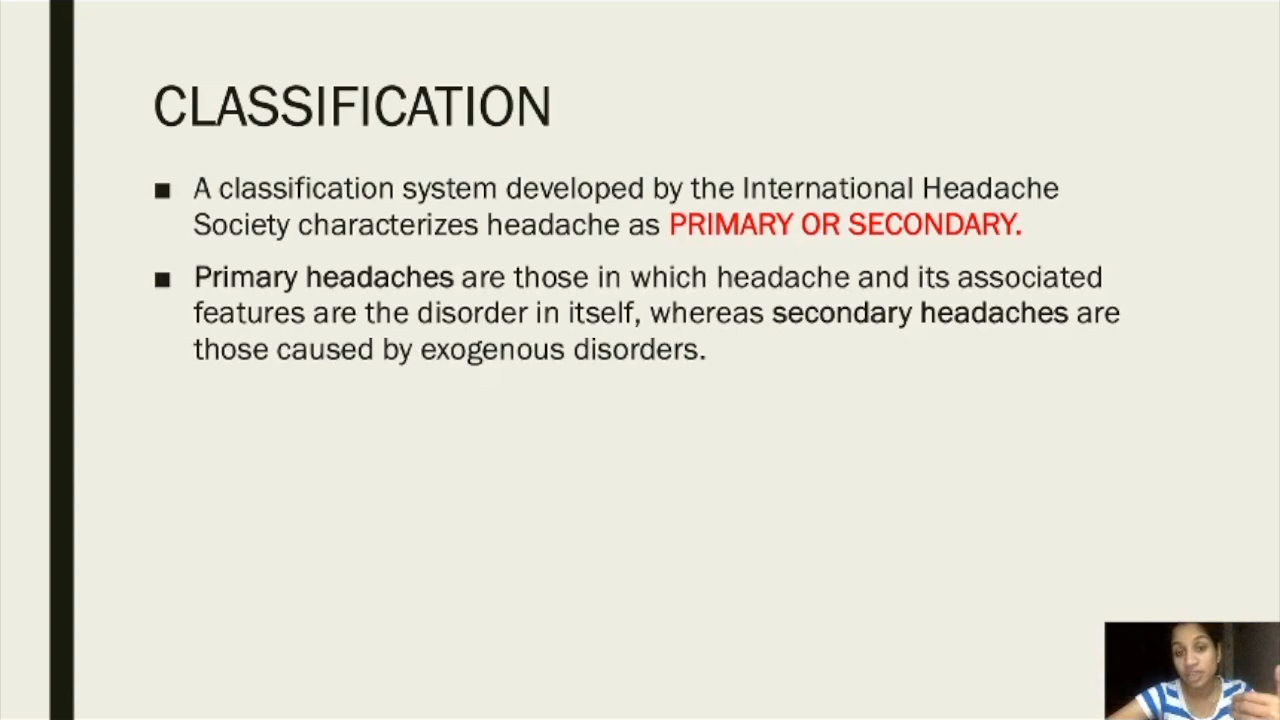 CLASSIFICATION
■ A classification system developed by the International Headache
Society characterizes headache as PRIMARY OR SECONDARY.
■ Primary headaches are those in which headache and its associated
features are the disorder in itself, whereas secondary headaches are
those caused by exogenous disorders.